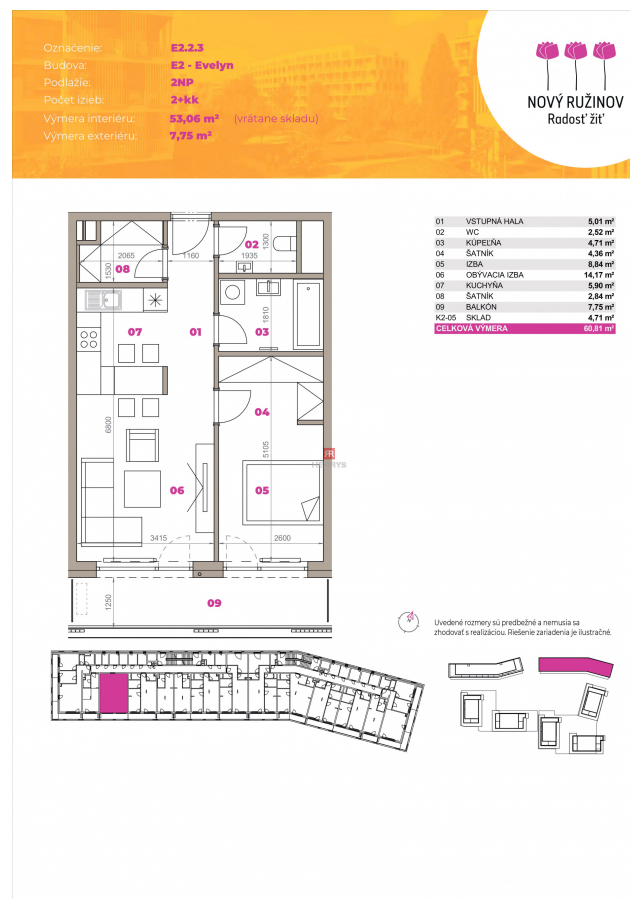 Označenie: E2.2.3
Budova: E2 - Evelyn
Podlažie: 2NP
Počet izieb: 2+kk
Výmera interiéru: 53,06 m² (vrátane skladu)
Výmera exteriéru: 7,75 m²
NOVÝ RUŽINOV
Radosť žiť
01 VSTUPNÁ HALA 5,01 m²
02 WC 2,52 m²
03 KÚPEĽŇA 4,71 m²
04 ŠATNÍK 4,36 m²
05 IZBA 8,84 m²
06 OBÝVACIA IZBA 14,17 m²
07 KUCHYŇA 5,90 m²
08 ŠATNÍK 2,84 m²
09 BALKÓN 7,75 m²
K2-05 SKLAD 4,71 m²
CELKOVÁ VÝMERA 60,81 m²
2065
1160
1935
1300
1530
02
08
07
01
03
1810
04
6800
5105
06
05
3415
2600
1250
09
Uvedené rozmery sú predbežné a nemusia sa
zhodovať s realizáciou. Riešenie zariadenia je ilustračné.